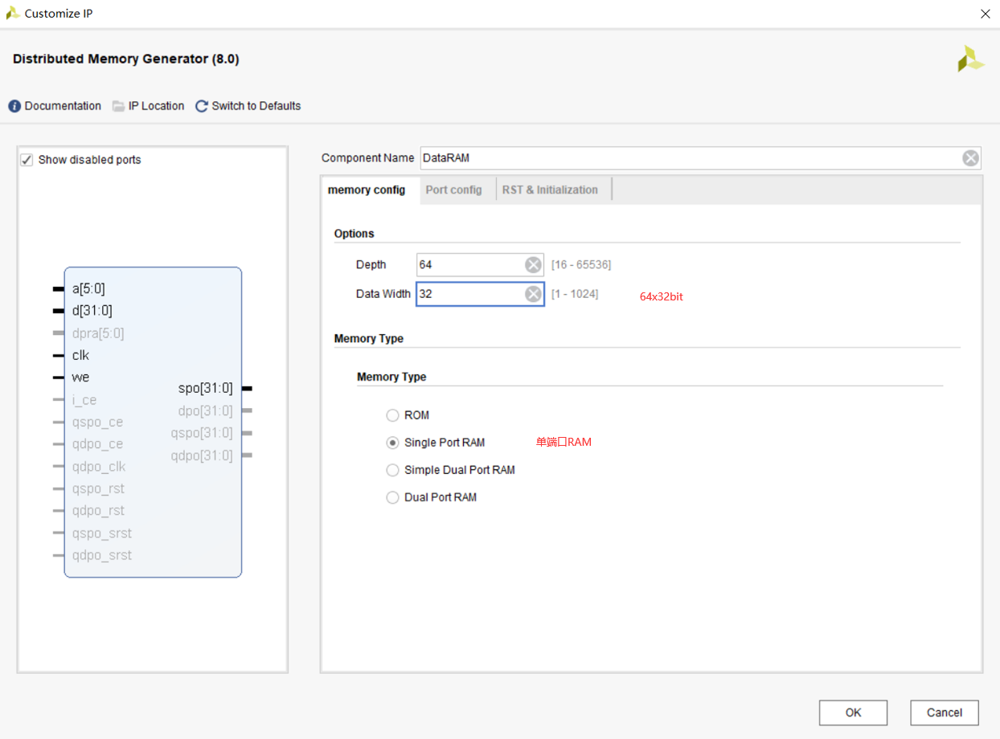 Customize IP
Distributed Memory Generator (8.0)
Documentation IP Location Switch to Defaults
Show disabled ports
a[5:0]
d[31:0]
dpra[5:0]
clk
we
i_ce
qspo_ce
qdpo_ce
qdpo_clk
qspo_rst
qdpo_rst
qspo_srst
qdpo_srst
spo[31:0]
dpo[31:0]
qspo[31:0]
qdpo[31:0]
Component Name DataRAM
memory config Port config RST & Initialization
Options
Depth 64 [16 - 65536]
Data Width 32 [1 - 1024] 64x32bit
Memory Type
Memory Type
ROM
Single Port RAM 单端口RAM
Simple Dual Port RAM
Dual Port RAM
OK Cancel